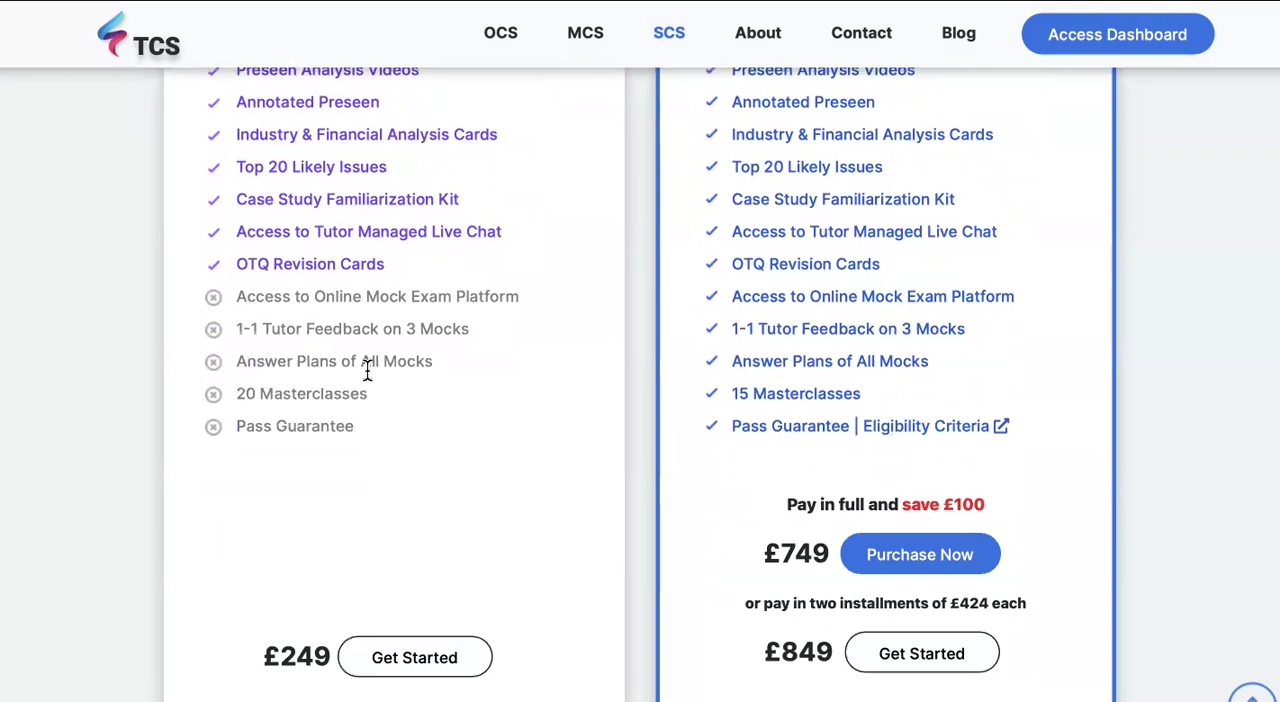 TCS
OCS
MCS
SCS
About
Contact
Blog
Access Dashboard
Preseen Analysis Videos
Annotated Preseen
Industry & Financial Analysis Cards
Top 20 Likely Issues
Case Study Familiarization Kit
Access to Tutor Managed Live Chat
OTQ Revision Cards
Access to Online Mock Exam Platform
1-1 Tutor Feedback on 3 Mocks
Answer Plans of All Mocks
20 Masterclasses
Pass Guarantee
£249
Get Started
Preseen Analysis Videos
Annotated Preseen
Industry & Financial Analysis Cards
Top 20 Likely Issues
Case Study Familiarization Kit
Access to Tutor Managed Live Chat
OTQ Revision Cards
Access to Online Mock Exam Platform
1-1 Tutor Feedback on 3 Mocks
Answer Plans of All Mocks
15 Masterclasses
Pass Guarantee | Eligibility Criteria
Pay in full and save £100
£749
Purchase Now
or pay in two installments of £424 each
£849
Get Started